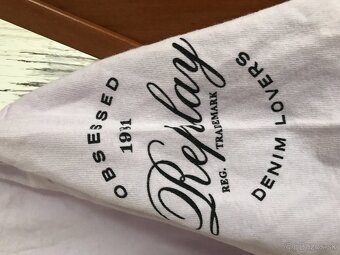 OBSESSED
1981
Replay
REG. TRADEMARK
DENIM LOVERS